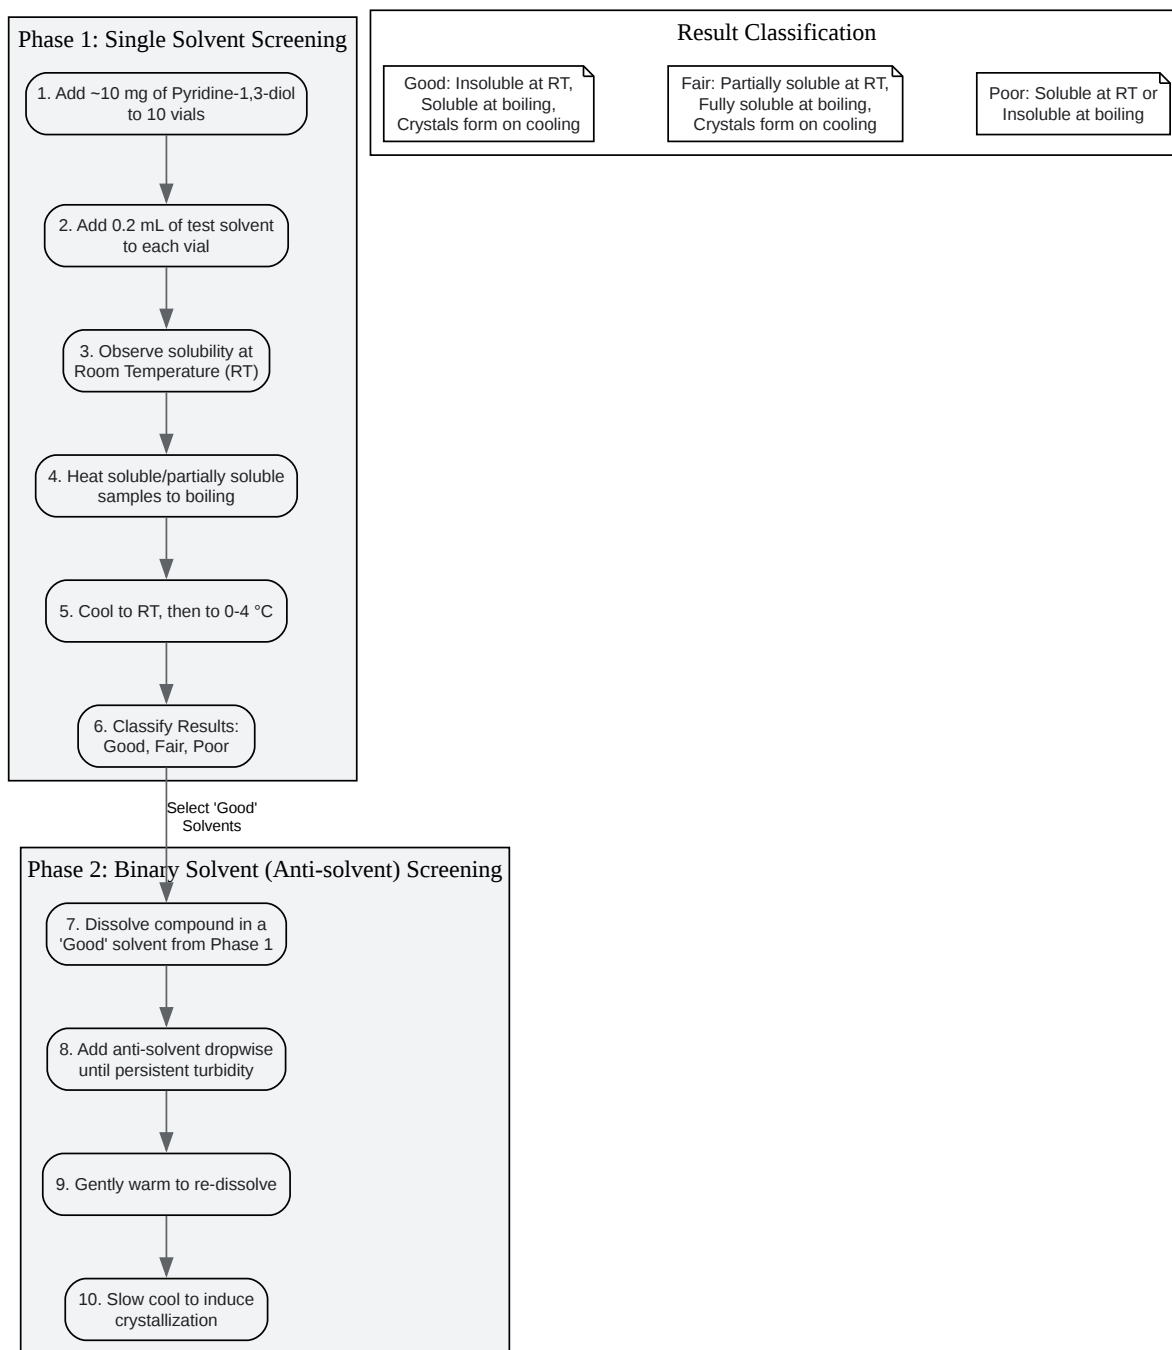 Phase 1: Single Solvent Screening
1. Add ~10 mg of Pyridine-1,3-diol
to 10 vials
2. Add 0.2 mL of test solvent
to each vial
3. Observe solubility at
Room Temperature (RT)
4. Heat soluble/partially soluble
samples to boiling
5. Cool to RT, then to 0-4 °C
6. Classify Results:
Good, Fair, Poor
Select 'Good'
Solvents
Phase 2: Binary Solvent (Anti-solvent) Screening
7. Dissolve compound in a
'Good' solvent from Phase 1
8. Add anti-solvent dropwise
until persistent turbidity
9. Gently warm to re-dissolve
10. Slow cool to induce
crystallization
Result Classification
Good: Insoluble at RT,
Soluble at boiling,
Crystals form on cooling
Fair: Partially soluble at RT,
Fully soluble at boiling,
Crystals form on cooling
Poor: Soluble at RT or
Insoluble at boiling